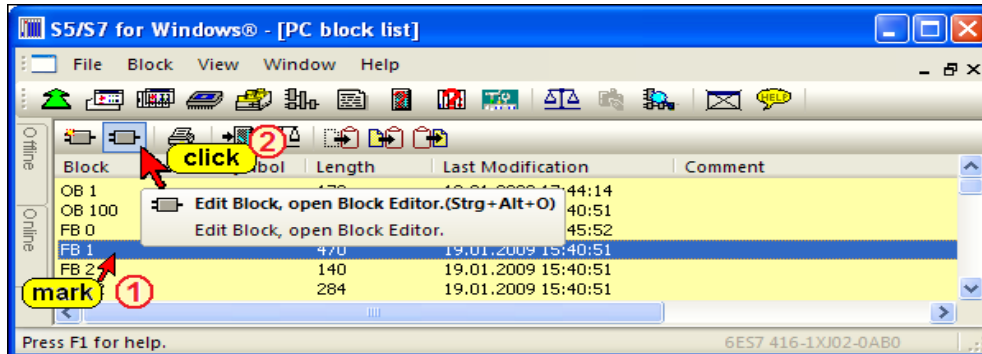 S5/S7 for Windows® - [PC block list]
File Block View Window Help
HELP
Offline
click 2
Block Length Last Modification Comment
OB 1 17:44:14
Edit Block, open Block Editor.(Strg+Alt+O)
OB 100 40:51
FB 0 Edit Block, open Block Editor. 45:52
Online
FB 1 470 19.01.2009 15:40:51
FB 2 140 19.01.2009 15:40:51
mark 1 284 19.01.2009 15:40:51
Press F1 for help. 6ES7 416-1XJ02-0AB0